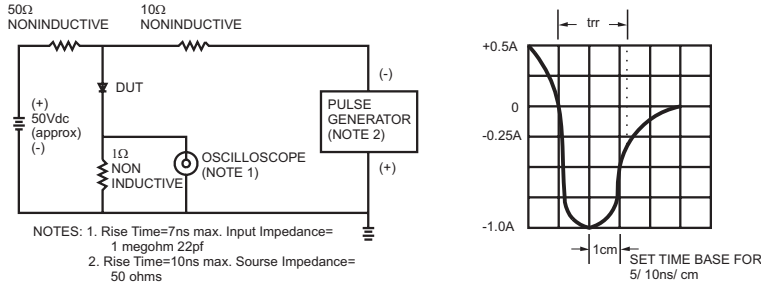 50Ω
NONINDUCTIVE
10Ω
NONINDUCTIVE
DUT
(+)
50Vdc
(approx)
(-)
1Ω
NON
INDUCTIVE
OSCILLOSCOPE
(NOTE 1)
(-)
PULSE
GENERATOR
(NOTE 2)
(+)
NOTES: 1. Rise Time=7ns max. Input Impedance=
1 megohm 22pf
2. Rise Time=10ns max. Sourse Impedance=
50 ohms
trr
+0.5A
0
-0.25A
-1.0A
1cm
SET TIME BASE FOR
5/ 10ns/ cm